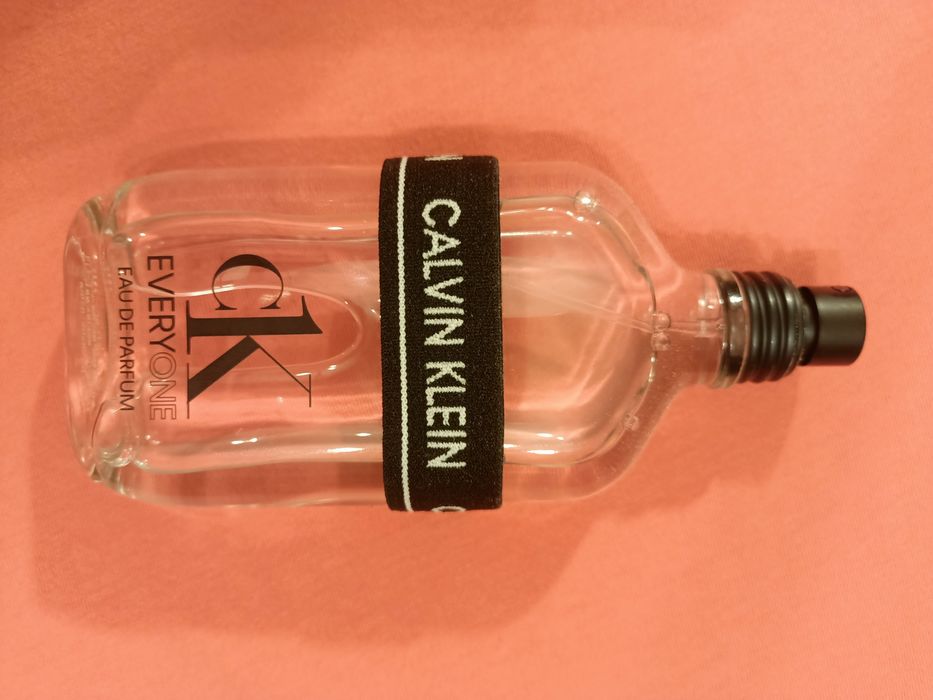 CALVIN KLEIN
cK
EVERYONE
EAU DE PARFUM